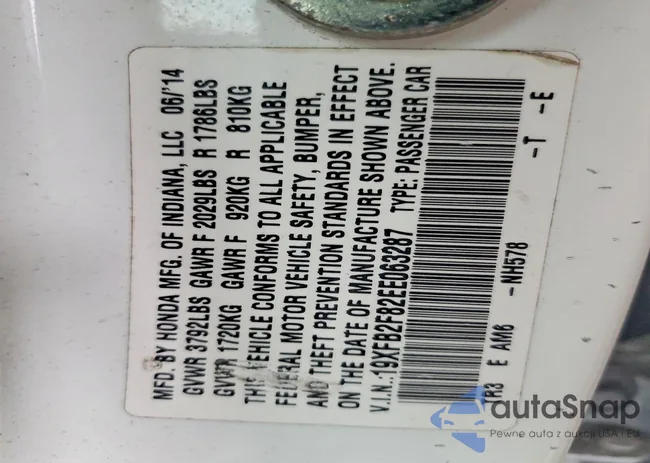 MFD. BY HONDA MFG. OF INDIANA, LLC 06/'14
GVWR 3792LBS GAWR F 2029LBS R 1786LBS
GVWR 1720KG GAWR F 920KG R 810KG
THIS VEHICLE CONFORMS TO ALL APPLICABLE
FEDERAL MOTOR VEHICLE SAFETY, BUMPER,
AND THEFT PREVENTION STANDARDS IN EFFECT
ON THE DATE OF MANUFACTURE SHOWN ABOVE.
V.I.N.:19XFB2F82EE063287 TYPE: PASSENGER CAR
TR3 E AM6 -NH578 -T -E
autaSnap
Pewne auta z aukcji USA i EU